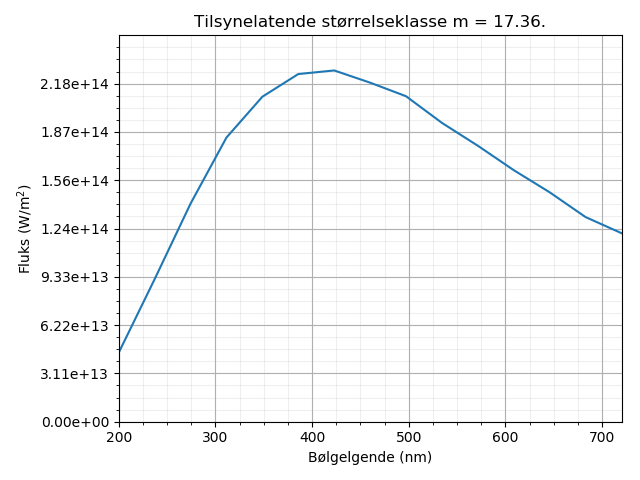 Tilsynelatende størrelseklasse m = 17.36.
Fluks (W/m²)
2.18e+14
1.87e+14
1.56e+14
1.24e+14
9.33e+13
6.22e+13
3.11e+13
0.00e+00
200 300 400 500 600 700
Bølgelgende (nm)